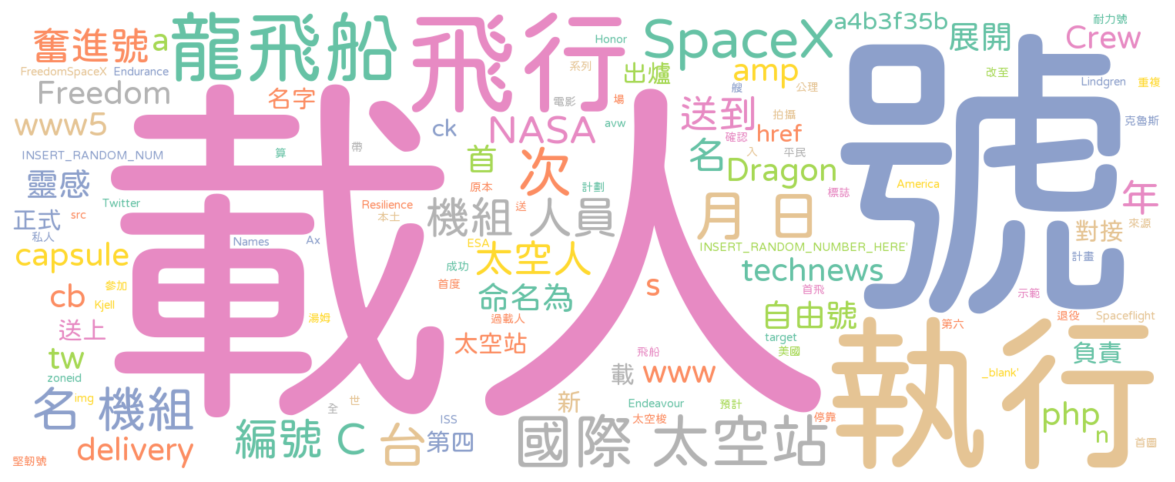 奮進號
a
龍飛船
飛行
Honor
SpaceX
a4b3f35b
展開
耐力號
Crew
FreedomSpaceX
Endurance
系列
出爐
amp
公理
改至
Lindgren
重複
Freedom
名字
電影
場
艘
www5
ck
NASA
avw
送到
拍攝
href
克魯斯
確認
INSERT_RANDOM_NUM
算
帶
首
次
名
入
平民
Dragon
靈感
原本
計劃
標誌
America
年
正式
src
Twitter
Resilience
送
本土
機組 人員
月 日
對接
來源
私人
Names
Ax
ESA
INSERT_RANDOM_NUMBER_HERE'
capsule
成功
太空人
technews
計畫
參加
cb
Kjell
首度
命名為
s
首飛
示範
送上
湯姆
過載人
太空站
自由號
第六
退役
Spaceflight
tw
飛船
美國
target
負責
zoneid
載
www
_blank'
載人
號
執行
名 機組
img
全
世
新
Endeavour
太空梭
預計
停靠
php
n
delivery
編號 C
台
ISS
第四
國際 太空站
首圖
堅韌號